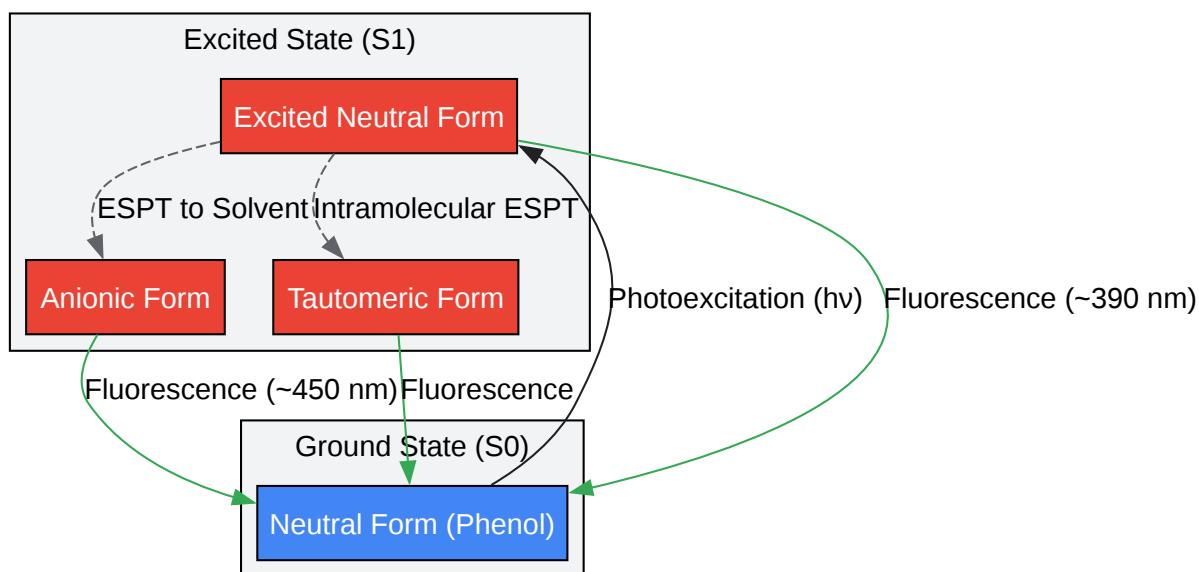 Excited State (S1)
Excited Neutral Form
ESPT to Solvent
Intramolecular ESPT
Anionic Form
Tautomeric Form
Photoexcitation (hν)
Fluorescence (~390 nm)
Fluorescence (~450 nm)
Fluorescence
Ground State (S0)
Neutral Form (Phenol)